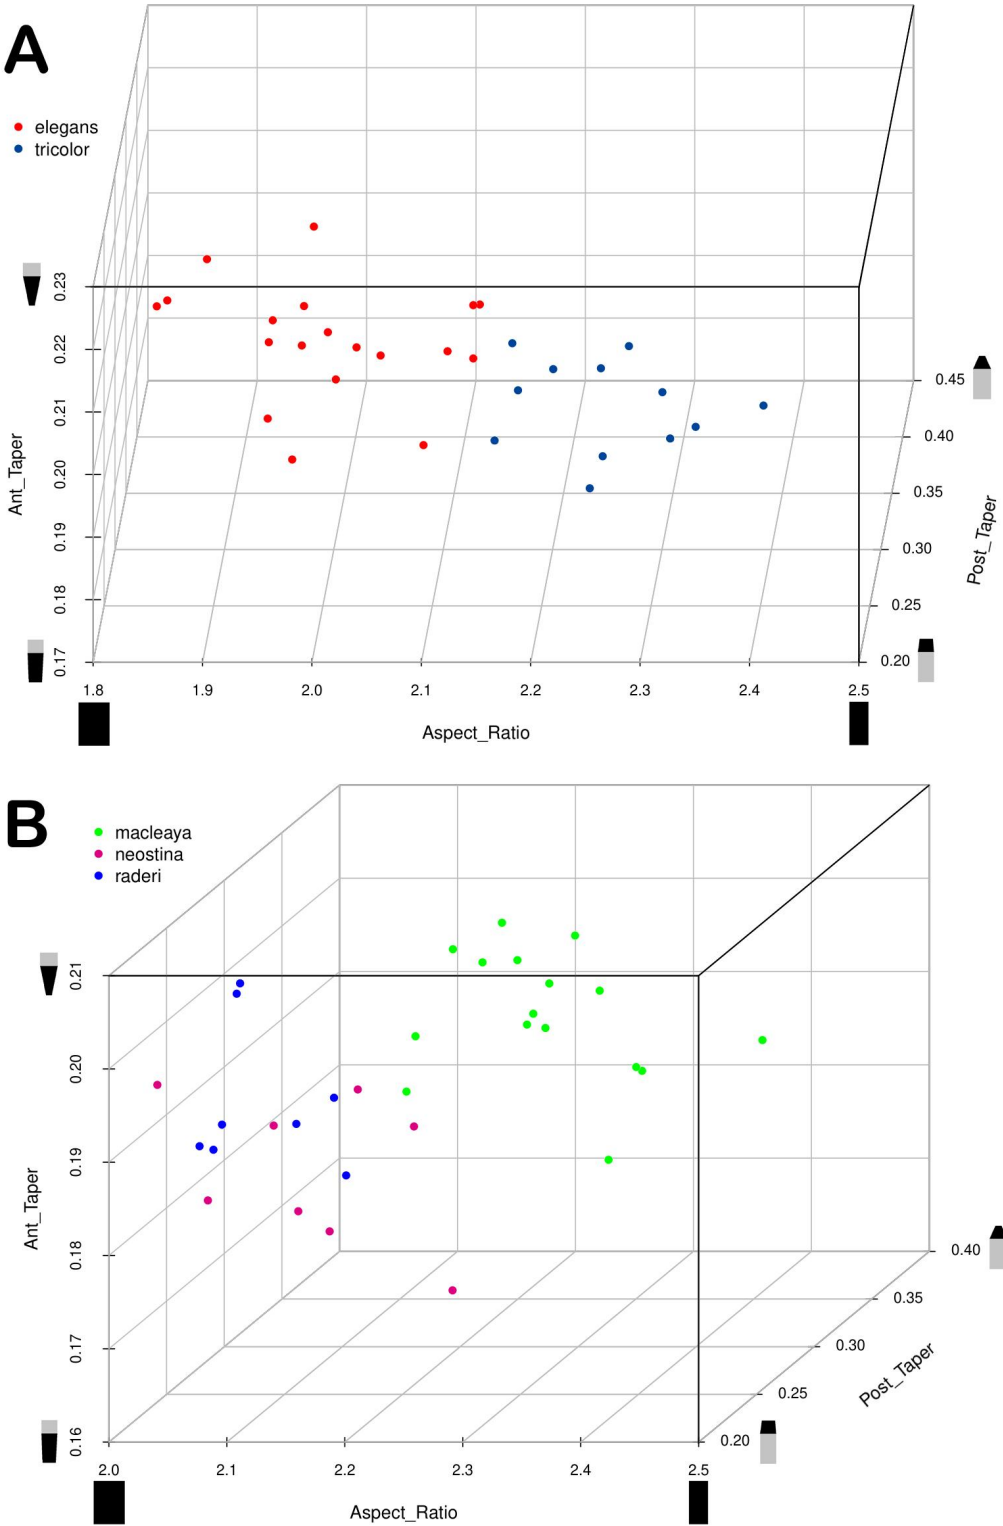 A
elegans
tricolor
0.23
0.22
0.21
0.20
0.19
0.18
0.17
Ant_Taper
0.45
0.40
0.35
0.30
0.25
0.20
Post_Taper
1.8 1.9 2.0 2.1 2.2 2.3 2.4 2.5
Aspect_Ratio
B
macleaya
neostina
raderi
0.21
0.20
0.19
0.18
0.17
0.16
Ant_Taper
0.40
0.35
0.30
0.25
0.20
Post_Taper
2.0 2.1 2.2 2.3 2.4 2.5
Aspect_Ratio